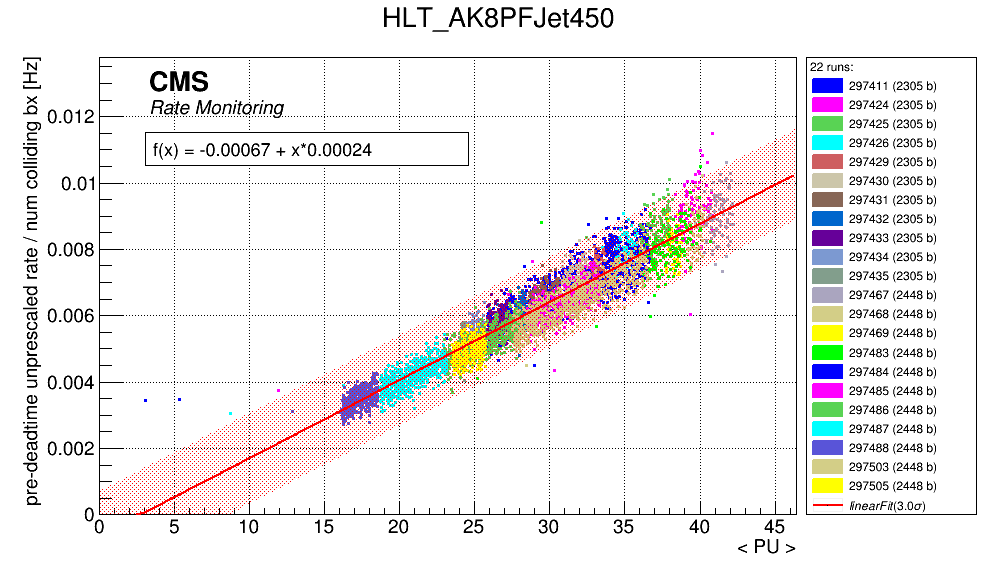 HLT_AK8PFJet450
pre-deadtime unprescaled rate / num colliding bx [Hz]
CMS
Rate Monitoring
f(x) = -0.00067 + x*0.00024
0.012
0.01
0.008
0.006
0.004
0.002
0
0 5 10 15 20 25 30 35 40 45
< PU >
22 runs:
297411 (2305 b)
297424 (2305 b)
297425 (2305 b)
297426 (2305 b)
297429 (2305 b)
297430 (2305 b)
297431 (2305 b)
297432 (2305 b)
297433 (2305 b)
297434 (2305 b)
297435 (2305 b)
297467 (2448 b)
297468 (2448 b)
297469 (2448 b)
297483 (2448 b)
297484 (2448 b)
297485 (2448 b)
297486 (2448 b)
297487 (2448 b)
297488 (2448 b)
297503 (2448 b)
297505 (2448 b)
linearFit(3.0σ)